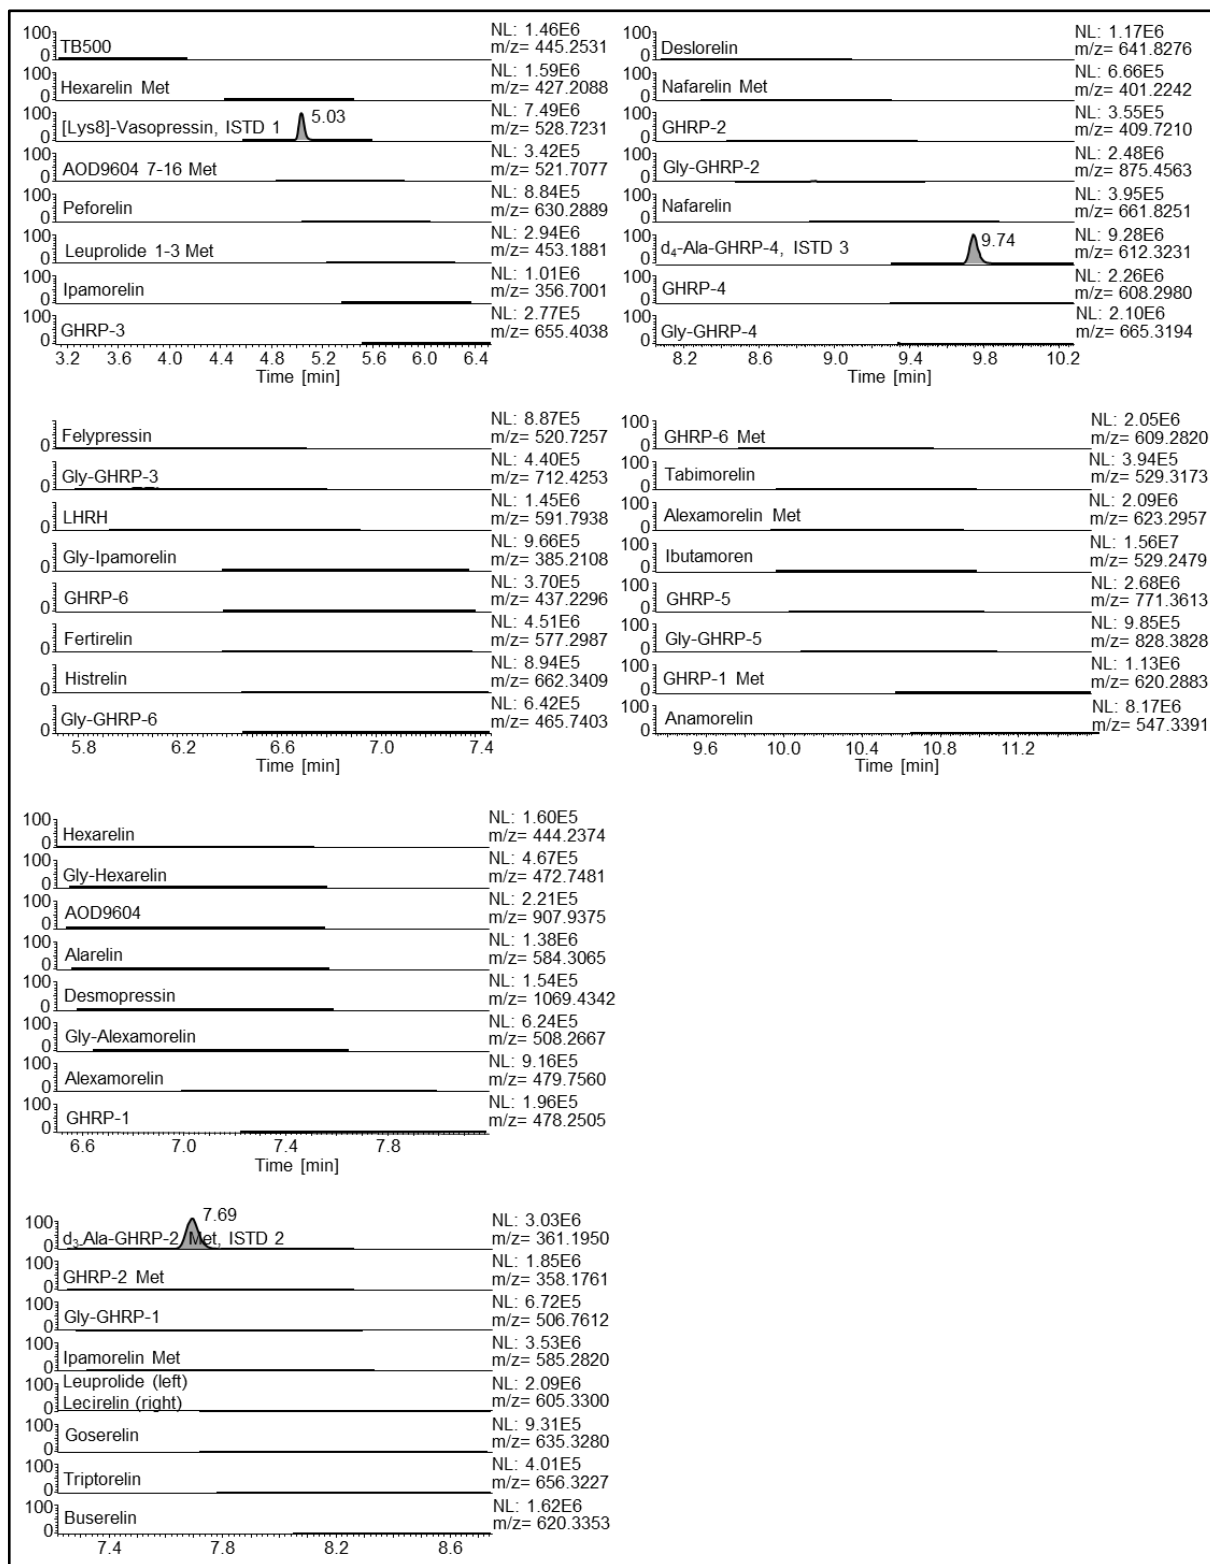 100
0
TB500
NL: 1.46E6
m/z= 445.2531
100
0
Hexarelin Met
NL: 1.59E6
m/z= 427.2088
100
0
[Lys8]-Vasopressin, ISTD 1
5.03
NL: 7.49E6
m/z= 528.7231
100
0
AOD9604 7-16 Met
NL: 3.42E5
m/z= 521.7077
100
0
Peforelin
NL: 8.84E5
m/z= 630.2889
100
0
Leuprolide 1-3 Met
NL: 2.94E6
m/z= 453.1881
100
0
Ipamorelin
NL: 1.01E6
m/z= 356.7001
100
0
GHRP-3
NL: 2.77E5
m/z= 655.4038
3.2 3.6 4.0 4.4 4.8 5.2 5.6 6.0 6.4
Time [min]
100
0
Deslorelin
NL: 1.17E6
m/z= 641.8276
100
0
Nafarelin Met
NL: 6.66E5
m/z= 401.2242
100
0
GHRP-2
NL: 3.55E5
m/z= 409.7210
100
0
Gly-GHRP-2
NL: 2.48E6
m/z= 875.4563
100
0
Nafarelin
NL: 3.95E5
m/z= 661.8251
100
0
d₄-Ala-GHRP-4, ISTD 3
9.74
NL: 9.28E6
m/z= 612.3231
100
0
GHRP-4
NL: 2.26E6
m/z= 608.2980
100
0
Gly-GHRP-4
NL: 2.10E6
m/z= 665.3194
8.2 8.6 9.0 9.4 9.8 10.2
Time [min]
100
0
Felypressin
NL: 8.87E5
m/z= 520.7257
100
0
Gly-GHRP-3
NL: 4.40E5
m/z= 712.4253
100
0
LHRH
NL: 1.45E6
m/z= 591.7938
100
0
Gly-Ipamorelin
NL: 9.66E5
m/z= 385.2108
100
0
GHRP-6
NL: 3.70E5
m/z= 437.2296
100
0
Fertirelin
NL: 4.51E6
m/z= 577.2987
100
0
Histrelin
NL: 8.94E5
m/z= 662.3409
100
0
Gly-GHRP-6
NL: 6.42E5
m/z= 465.7403
5.8 6.2 6.6 7.0 7.4
Time [min]
100
0
GHRP-6 Met
NL: 2.05E6
m/z= 609.2820
100
0
Tabimorelin
NL: 3.94E5
m/z= 529.3173
100
0
Alexamorelin Met
NL: 2.09E6
m/z= 623.2957
100
0
Ibutamoren
NL: 1.56E7
m/z= 529.2479
100
0
GHRP-5
NL: 2.68E6
m/z= 771.3613
100
0
Gly-GHRP-5
NL: 9.85E5
m/z= 828.3828
100
0
GHRP-1 Met
NL: 1.13E6
m/z= 620.2883
100
0
Anamorelin
NL: 8.17E6
m/z= 547.3391
9.6 10.0 10.4 10.8 11.2
Time [min]
100
0
Hexarelin
NL: 1.60E5
m/z= 444.2374
100
0
Gly-Hexarelin
NL: 4.67E5
m/z= 472.7481
100
0
AOD9604
NL: 2.21E5
m/z= 907.9375
100
0
Alarelin
NL: 1.38E6
m/z= 584.3065
100
0
Desmopressin
NL: 1.54E5
m/z= 1069.4342
100
0
Gly-Alexamorelin
NL: 6.24E5
m/z= 508.2667
100
0
Alexamorelin
NL: 9.16E5
m/z= 479.7560
100
0
GHRP-1
NL: 1.96E5
m/z= 478.2505
6.6 7.0 7.4 7.8
Time [min]
100
0
d₃-Ala-GHRP-2 Met, ISTD 2
7.69
NL: 3.03E6
m/z= 361.1950
100
0
GHRP-2 Met
NL: 1.85E6
m/z= 358.1761
100
0
Gly-GHRP-1
NL: 6.72E5
m/z= 506.7612
100
0
Ipamorelin Met
NL: 3.53E6
m/z= 585.2820
100
0
Leuprolide (left)
Lecirelin (right)
NL: 2.09E6
m/z= 605.3300
100
0
Goserelin
NL: 9.31E5
m/z= 635.3280
100
0
Triptorelin
NL: 4.01E5
m/z= 656.3227
100
0
Buserelin
NL: 1.62E6
m/z= 620.3353
7.4 7.8 8.2 8.6